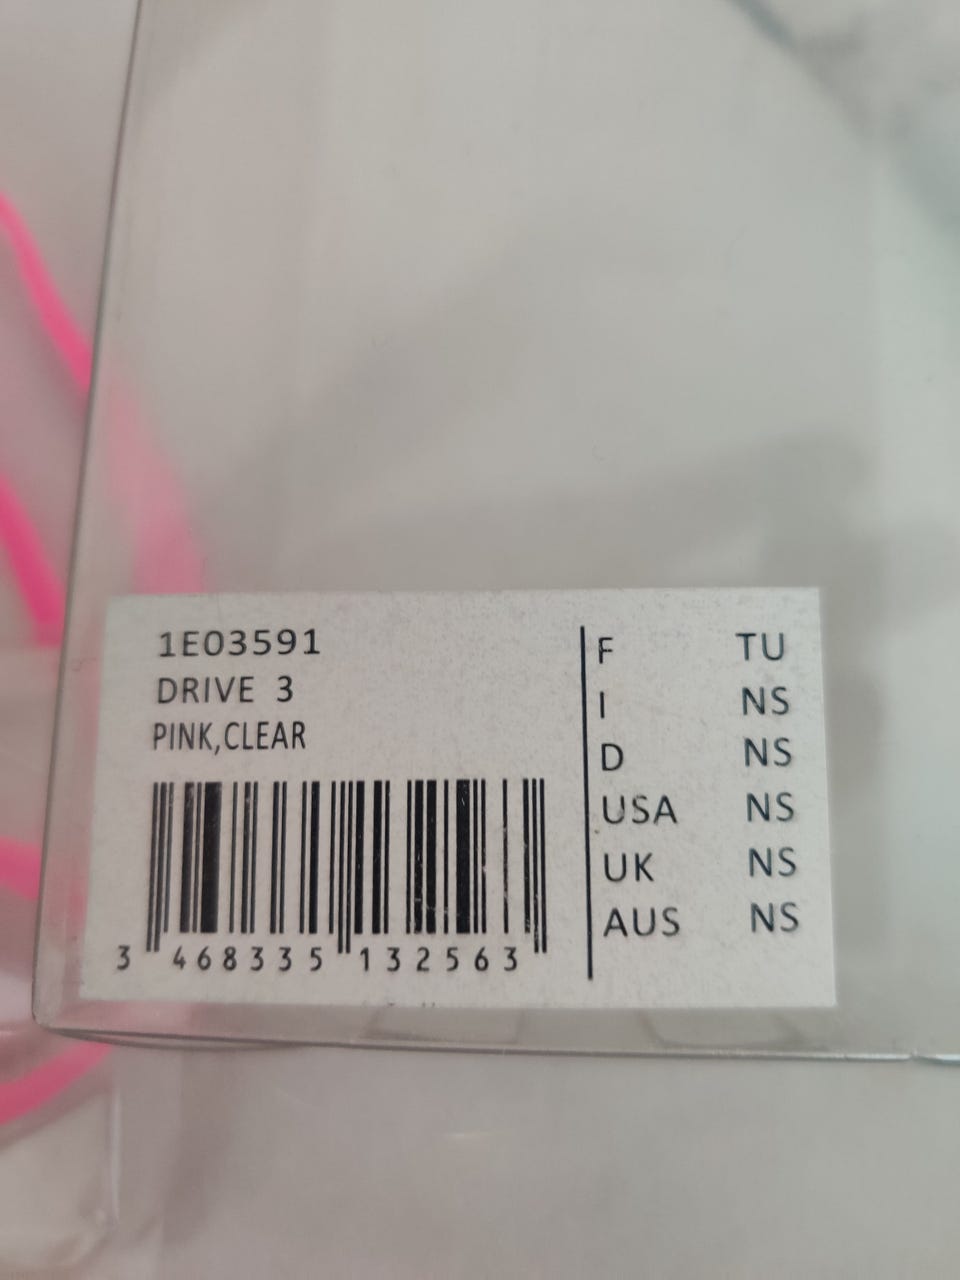 1E03591
DRIVE 3
PINK,CLEAR
3 468335 132563
F TU
I NS
D NS
USA NS
UK NS
AUS NS